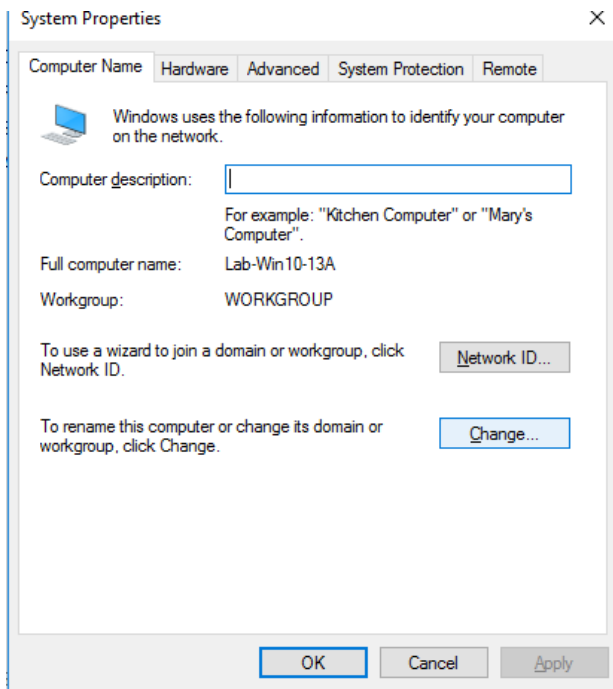 System Properties
Computer Name Hardware Advanced System Protection Remote
Windows uses the following information to identify your computer
on the network.
Computer description:
For example: "Kitchen Computer" or "Mary's
Computer".
Full computer name: Lab-Win10-13A
Workgroup: WORKGROUP
To use a wizard to join a domain or workgroup, click
Network ID.
Network ID...
To rename this computer or change its domain or
workgroup, click Change.
Change...
OK Cancel Apply